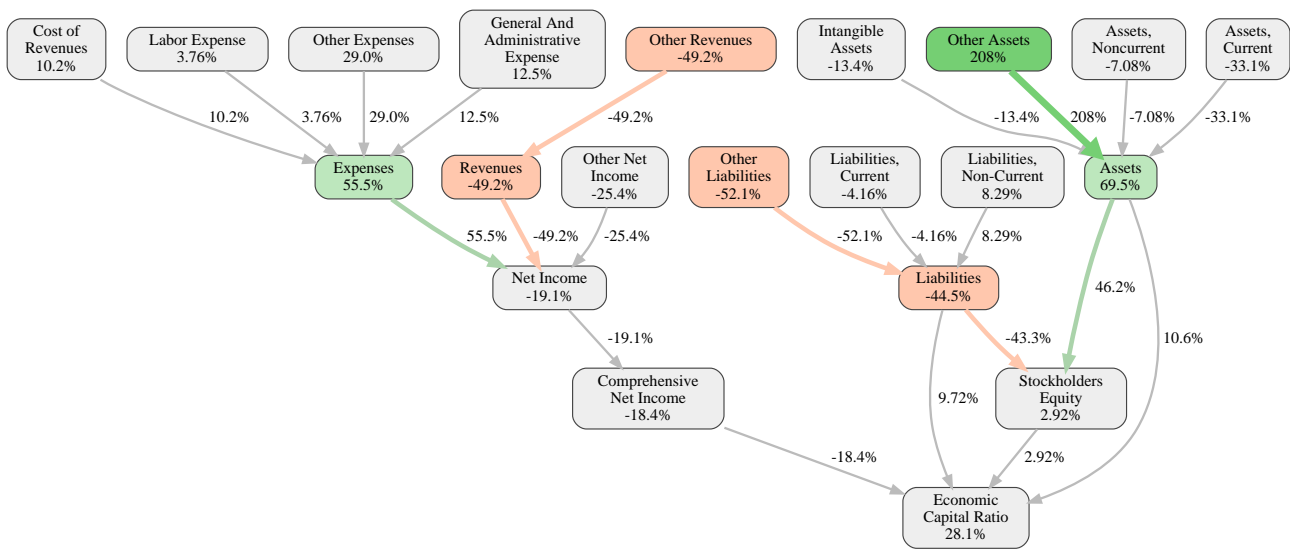 Cost of
Revenues
10.2%
Labor Expense
3.76%
Other Expenses
29.0%
General And
Administrative
Expense
12.5%
Other Revenues
-49.2%
Intangible
Assets
-13.4%
Other Assets
208%
Assets,
Noncurrent
-7.08%
Assets,
Current
-33.1%
10.2%
3.76%
29.0%
12.5%
-49.2%
-13.4%
208%
-7.08%
-33.1%
Expenses
55.5%
Revenues
-49.2%
Other Net
Income
-25.4%
Other
Liabilities
-52.1%
Liabilities,
Current
-4.16%
Liabilities,
Non-Current
8.29%
Assets
69.5%
55.5%
-49.2%
-25.4%
-52.1%
-4.16%
8.29%
Net Income
-19.1%
Liabilities
-44.5%
46.2%
-19.1%
-43.3%
10.6%
Comprehensive
Net Income
-18.4%
9.72%
Stockholders
Equity
2.92%
-18.4%
2.92%
Economic
Capital Ratio
28.1%